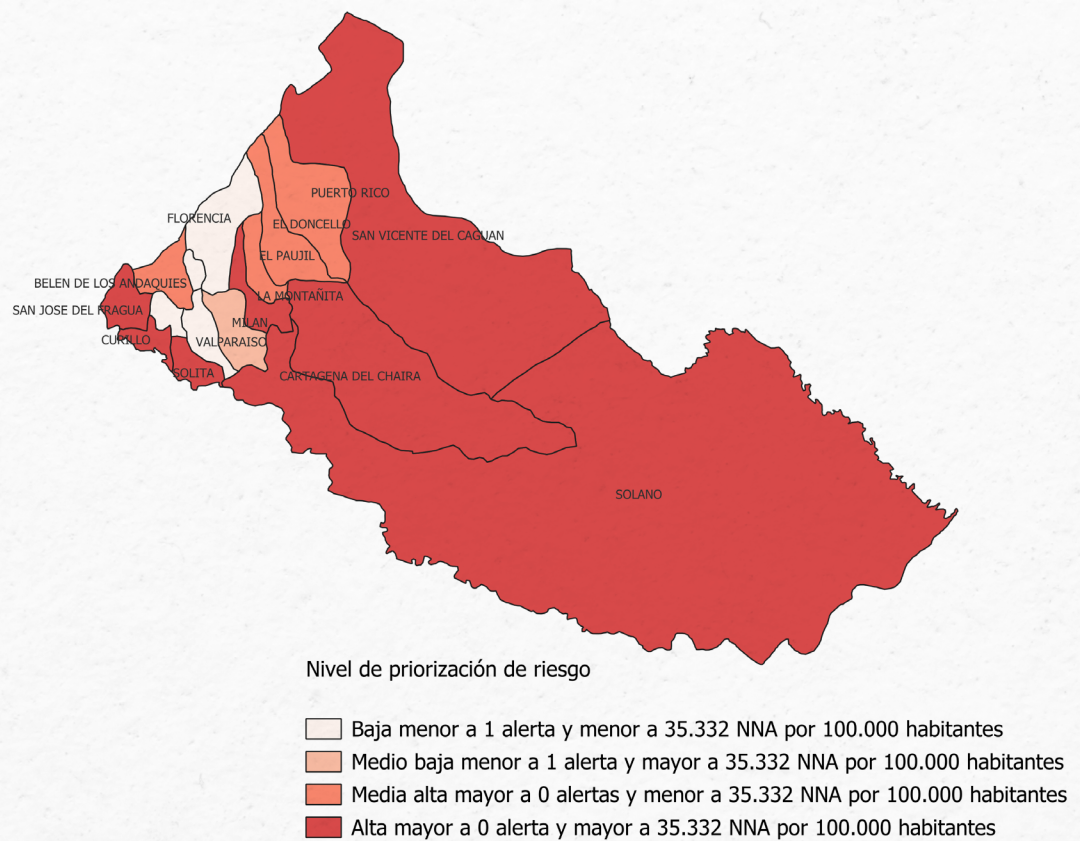 PUERTO RICO
FLORENCIA
EL DONCELLO
SAN VICENTE DEL CAGUAN
EL PAUJIL
BELEN DE LOS ANDAQUIES
LA MONTAÑITA
SAN JOSE DEL FRAGUA
MILAN
CURILLO
VALPARAISO
SOLITA
CARTAGENA DEL CHAIRA
SOLANO
Nivel de priorización de riesgo
Baja menor a 1 alerta y menor a 35.332 NNA por 100.000 habitantes
Medio baja menor a 1 alerta y mayor a 35.332 NNA por 100.000 habitantes
Media alta mayor a 0 alertas y menor a 35.332 NNA por 100.000 habitantes
Alta mayor a 0 alerta y mayor a 35.332 NNA por 100.000 habitantes